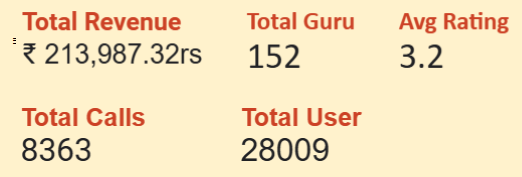 Total Revenue Total Guru Avg Rating
₹ 213,987.32rs 152 3.2
Total Calls Total User
8363 28009